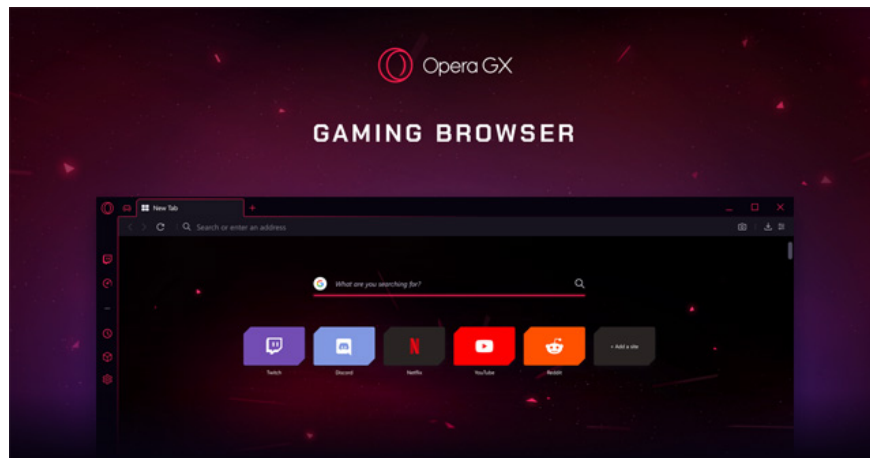 Opera GX
GAMING BROWSER
New Tab
Search or enter an address
What are you searching for?
Twitch
Discord
Netflix
YouTube
Reddit
+ Add a site